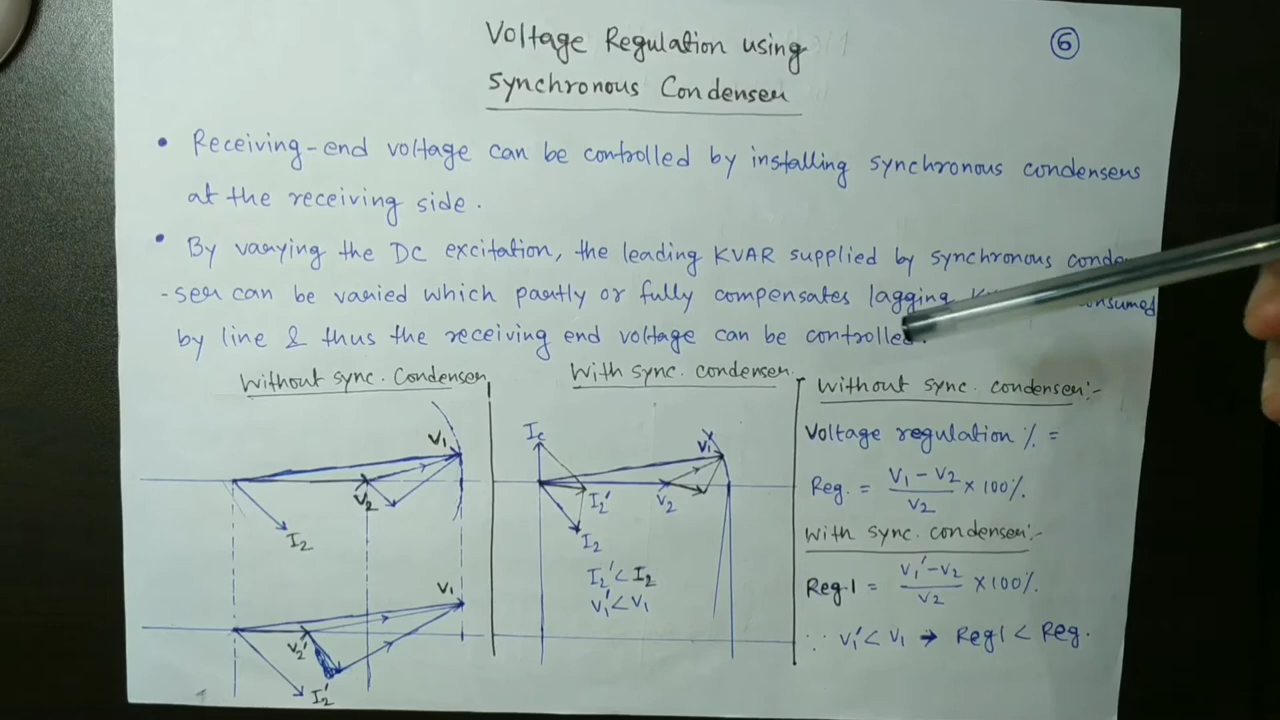 Voltage Regulation using
Synchronous Condenser
6
• Receiving-end voltage can be controlled by installing synchronous condensers
at the receiving side.
• By varying the DC excitation, the leading KVAR supplied by synchronous
-ser can be varied which partly or fully compensates lagging
by line & thus the receiving end voltage can be controlled.
Without sync. Condenser
With sync. condenser
V1
V2
I2
V1
V2'
I2'
Ic
V1'
I2'
V2
I2
I2' < I2
V1' < V1
Without sync. condenser:-
Voltage regulation % =
Reg. = V1 - V2 / V2 × 100%.
With sync. condenser:-
Reg.1 = V1' - V2 / V2 × 100%.
∵ V1' < V1 → Reg1 < Reg.